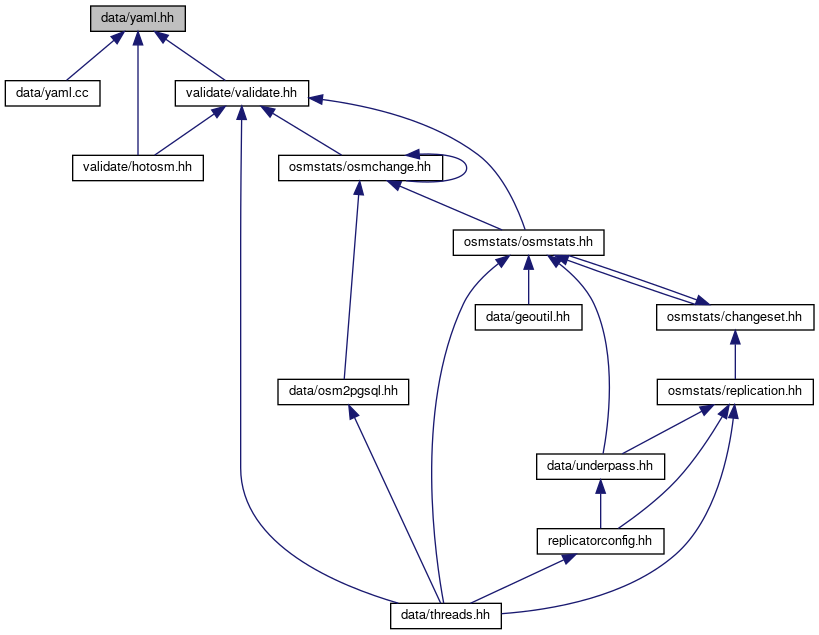 data/yaml.hh
data/yaml.cc
validate/validate.hh
validate/hotosm.hh
osmstats/osmchange.hh
osmstats/osmstats.hh
data/geoutil.hh
osmstats/changeset.hh
data/osm2pgsql.hh
osmstats/replication.hh
data/underpass.hh
replicatorconfig.hh
data/threads.hh